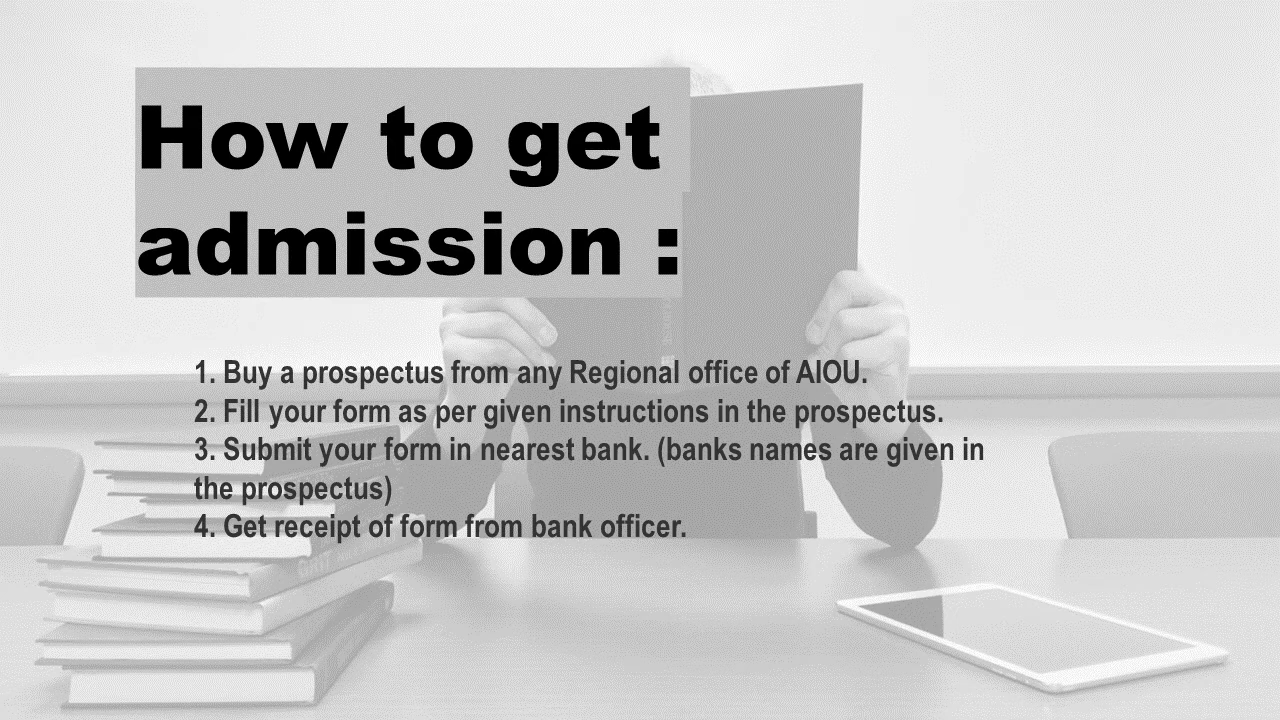 How to get
admission :
1. Buy a prospectus from any Regional office of AIOU.
2. Fill your form as per given instructions in the prospectus.
3. Submit your form in nearest bank. (banks names are given in
the prospectus)
4. Get receipt of form from bank officer.
GRIT